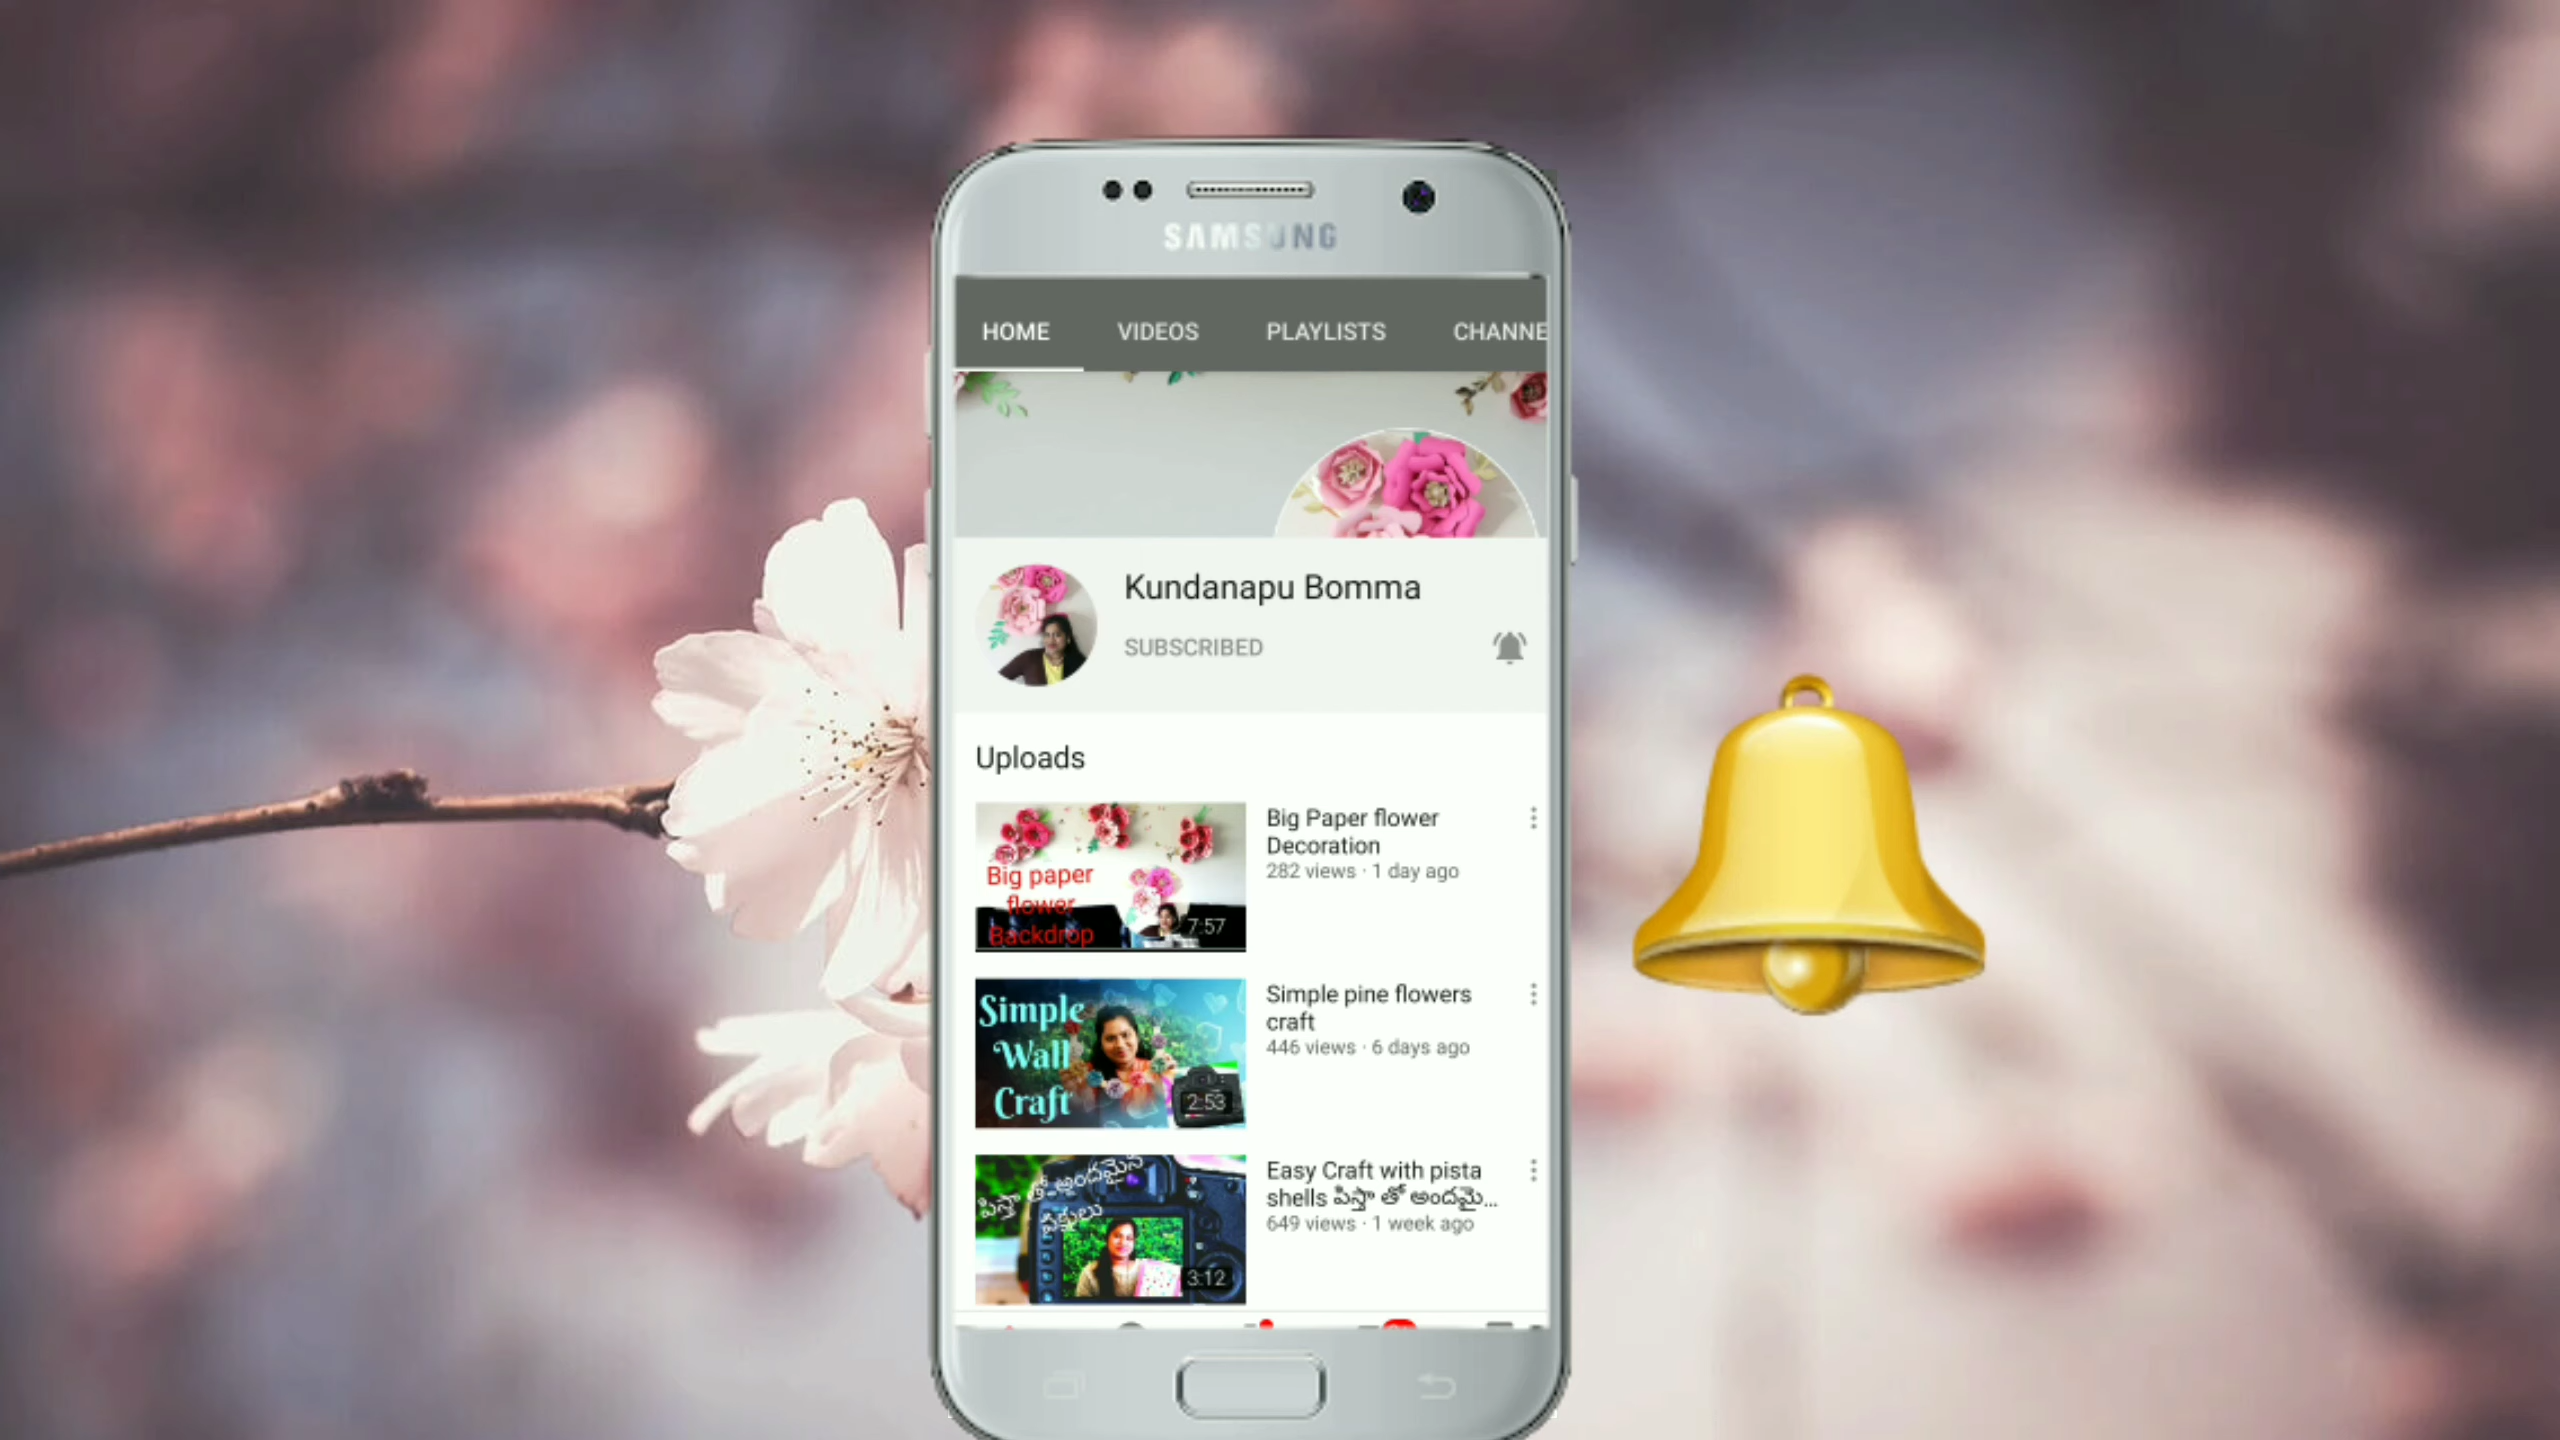 SAMSUNG
HOME VIDEOS PLAYLISTS CHANNE
Kundanapu Bomma
SUBSCRIBED
Uploads
Big paper
flower
Backdrop
7:57
Big Paper flower
Decoration
282 views · 1 day ago
Simple
Wall
Craft
2:53
Simple pine flowers
craft
446 views · 6 days ago
పిస్తా తో అందమైన
పక్షులు
3:12
Easy Craft with pista
shells పిస్తా తో అందమై...
649 views · 1 week ago